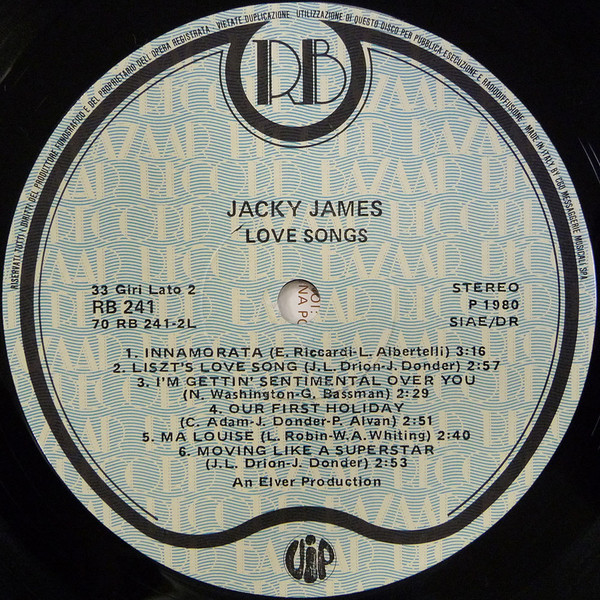 RISERVATI TUTTI I DIRITTI DEL PRODUTTORE FONOGRAFICO E DEL PROPRIETARIO DELL'OPERA REGISTRATA - VIETATE DUPLICAZIONE, UTILIZZAZIONE DI QUESTO DISCO PER PUBBLICA ESECUZIONE E RADIODIFFUSIONE. MADE IN ITALY BY MESSAGGERIE MUSICALI SPA
RB
JACKY JAMES
LOVE SONGS
33 Giri Lato 2
RB 241
70 RB 241-2L
STEREO
P 1980
SIAE/DR
1. INNAMORATA (E. Riccardi-L. Albertelli) 3:16
2. LISZT'S LOVE SONG (J.L. Drion-J. Donder) 2:57
3. I'M GETTIN' SENTIMENTAL OVER YOU
(N. Washington-G. Bassman) 2:29
4. OUR FIRST HOLIDAY
(C. Adam-J. Donder-P. Alvan) 2:51
5. MA LOUISE (L. Robin-W.A. Whiting) 2:40
6. MOVING LIKE A SUPERSTAR
(J.L. Drion-J. Donder) 2:53
An Elver Production
ViP